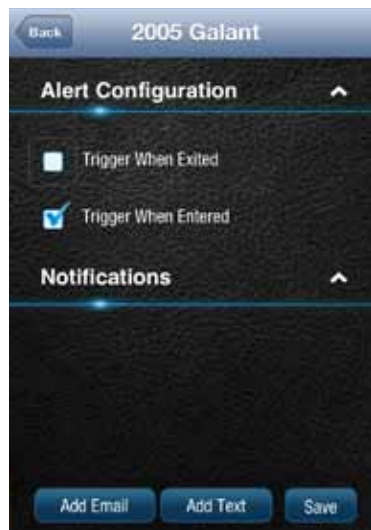 Back
2005 Galant
Alert Configuration
Trigger When Exited
Trigger When Entered
Notifications
Add Email
Add Text
Save